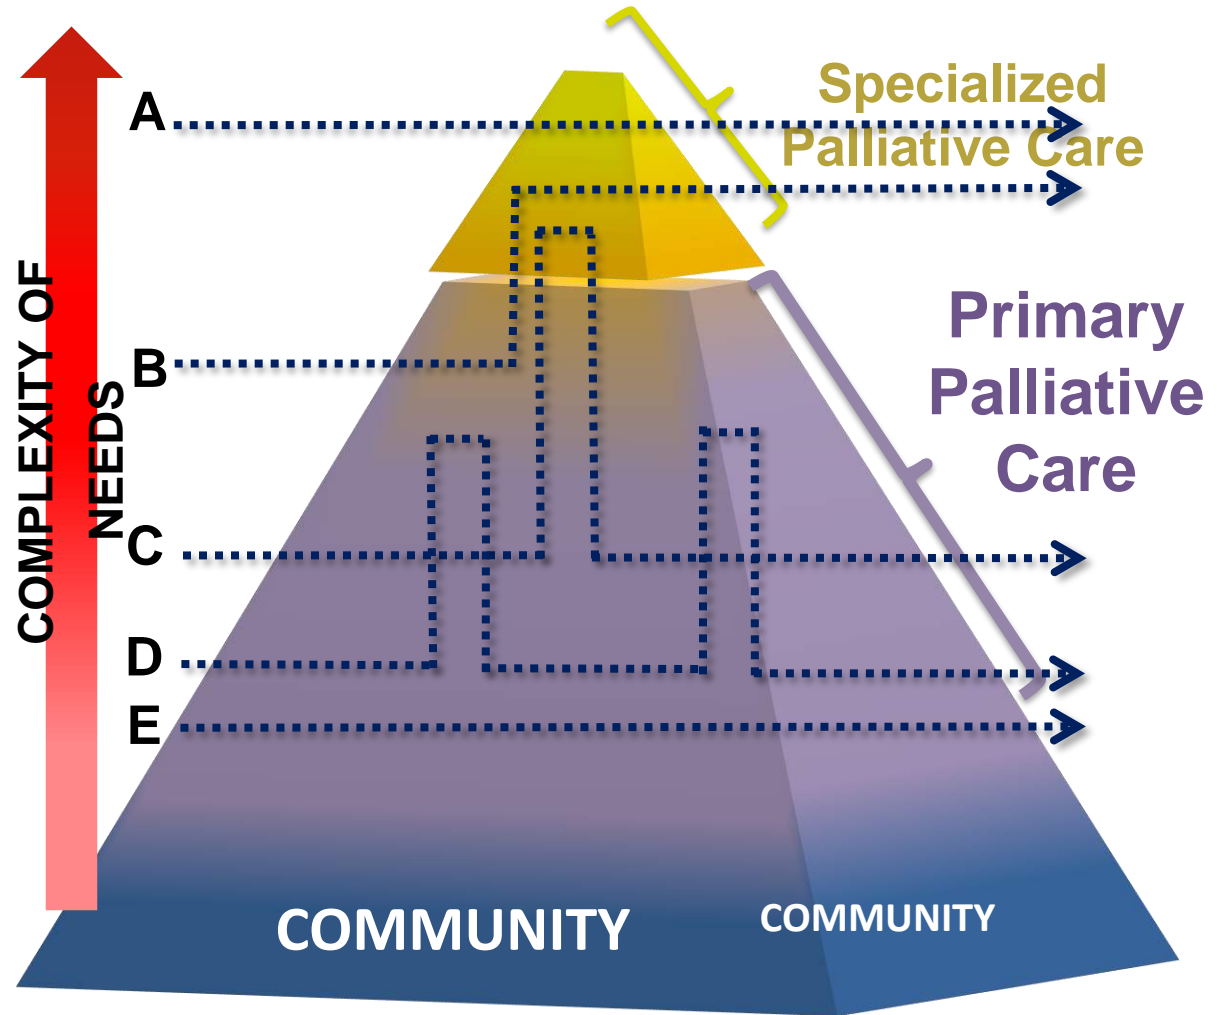 A
Specialized
Palliative Care
COMPLEXITY OF
NEEDS
B
Primary
Palliative
Care
C
D
E
COMMUNITY
COMMUNITY